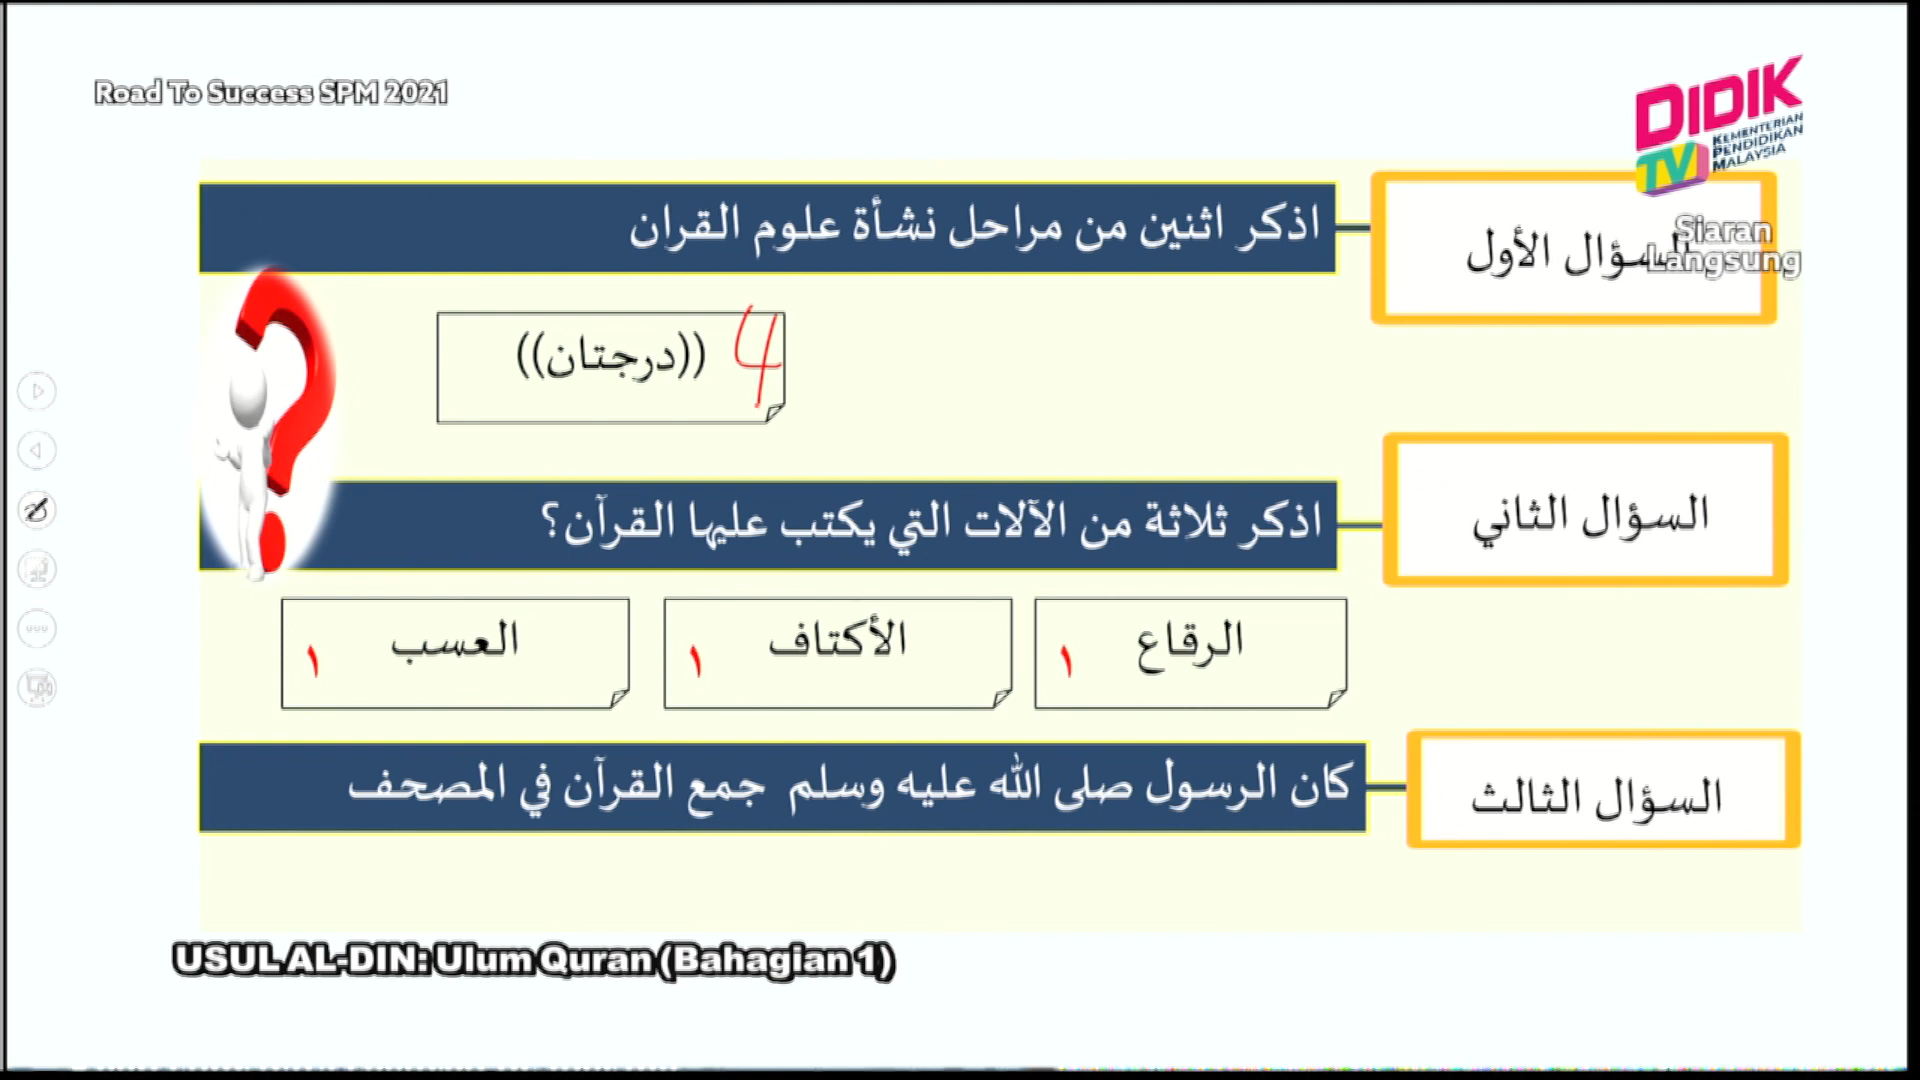 Road To Success SPM 2021
DIDIK
TV
KEMENTERIAN
PENDIDIKAN
MALAYSIA
Siaran
Langsung
السؤال الأول
اذكر اثنين من مراحل نشأة علوم القران
((درجتان)) 4
السؤال الثاني
اذكر ثلاثة من الآلات التي يكتب عليها القرآن؟
الرقاع ١
الأكتاف ١
العسب ١
السؤال الثالث
كان الرسول صلى الله عليه وسلم جمع القرآن في المصحف
USUL AL-DIN: Ulum Quran (Bahagian 1)